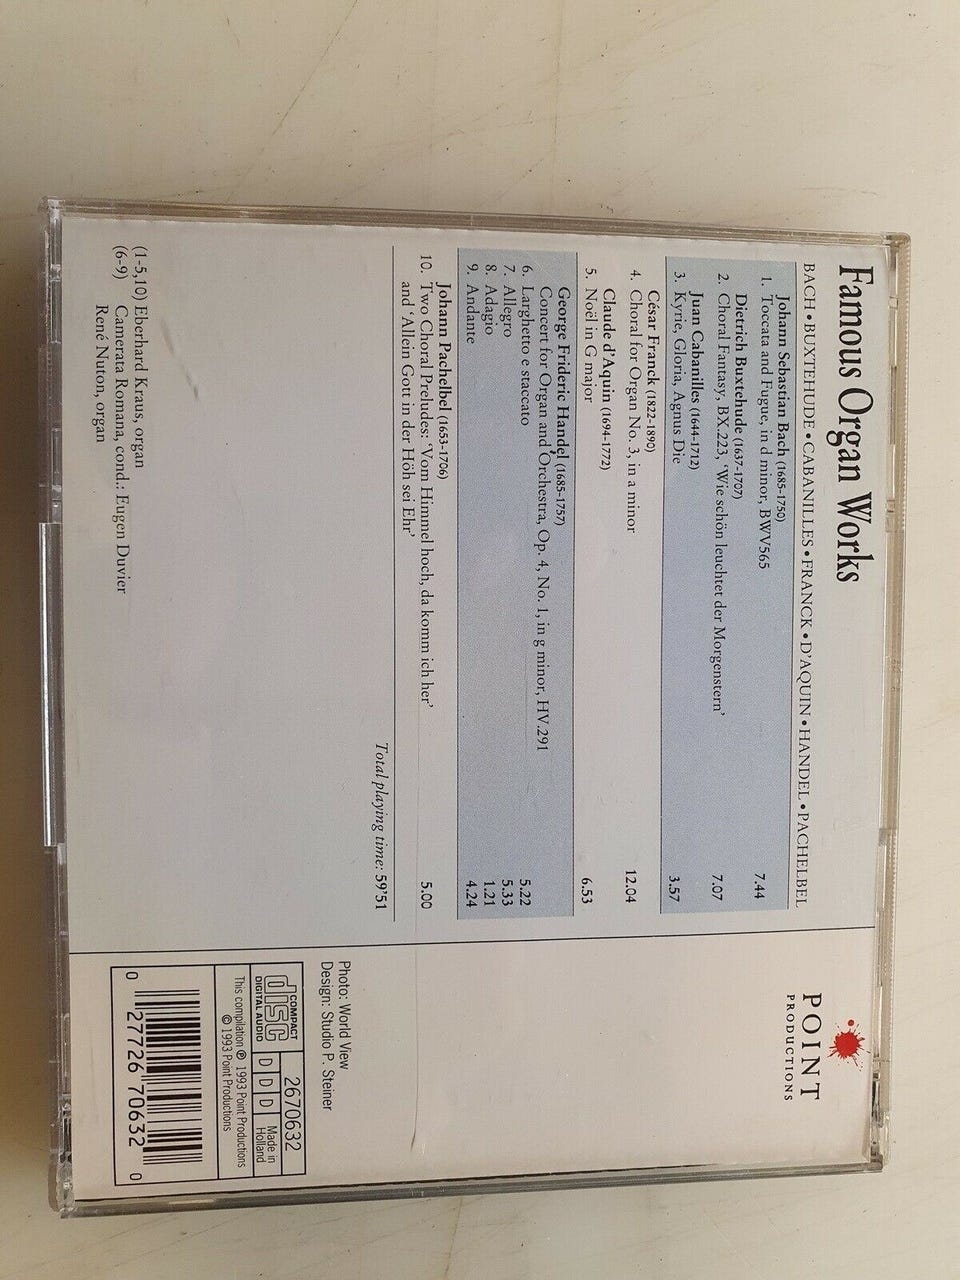 Famous Organ Works
BACH • BUXTEHUDE • CABANILLES • FRANCK • D'AQUIN • HANDEL • PACHELBEL
Johann Sebastian Bach (1685-1750)
1. Toccata and Fugue, in d minor, BWV565 7.44
Dietrich Buxtehude (1637-1707)
2. Choral Fantasy, BX.223, 'Wie schön leuchtet der Morgenstern' 7.07
Juan Cabanilles (1644-1712)
3. Kyrie, Gloria, Agnus Die 3.57
César Franck (1822-1890)
4. Choral for Organ No. 3, in a minor 12.04
Claude d'Aquin (1694-1772)
5. Noël in G major 6.53
George Frideric Handel (1685-1757)
Concert for Organ and Orchestra, Op. 4, No. 1, in g minor, HV.291
6. Larghetto e staccato 5.22
7. Allegro 5.33
8. Adagio 1.21
9. Andante 4.24
Johann Pachelbel (1653-1706)
10. Two Choral Preludes: 'Vom Himmel hoch, da komm ich her' 5.00
and 'Allein Gott in der Höh sei Ehr'
Total playing time: 59'51
(1-5,10) Eberhard Kraus, organ
(6-9) Camerata Romana, cond.: Eugen Duvier
René Nuton, organ
POINT
PRODUCTIONS
Photo: World View
Design: Studio P. Steiner
COMPACT
disc
DIGITAL AUDIO
2670632
D D D
Made in
Holland
This compilation ℗ 1993 Point Productions
© 1993 Point Productions
0 27726 70632 0